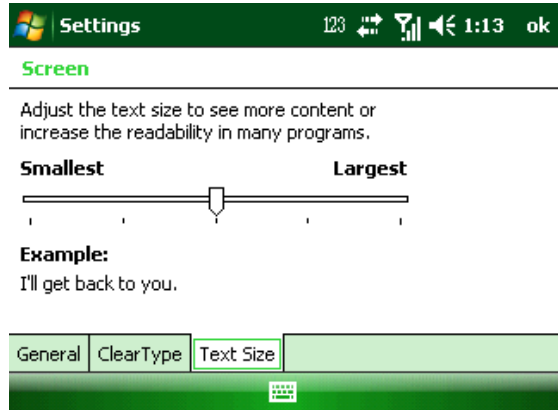 Settings 123 1:13 ok
Screen
Adjust the text size to see more content or
increase the readability in many programs.
Smallest Largest
Example:
I'll get back to you.
General ClearType Text Size